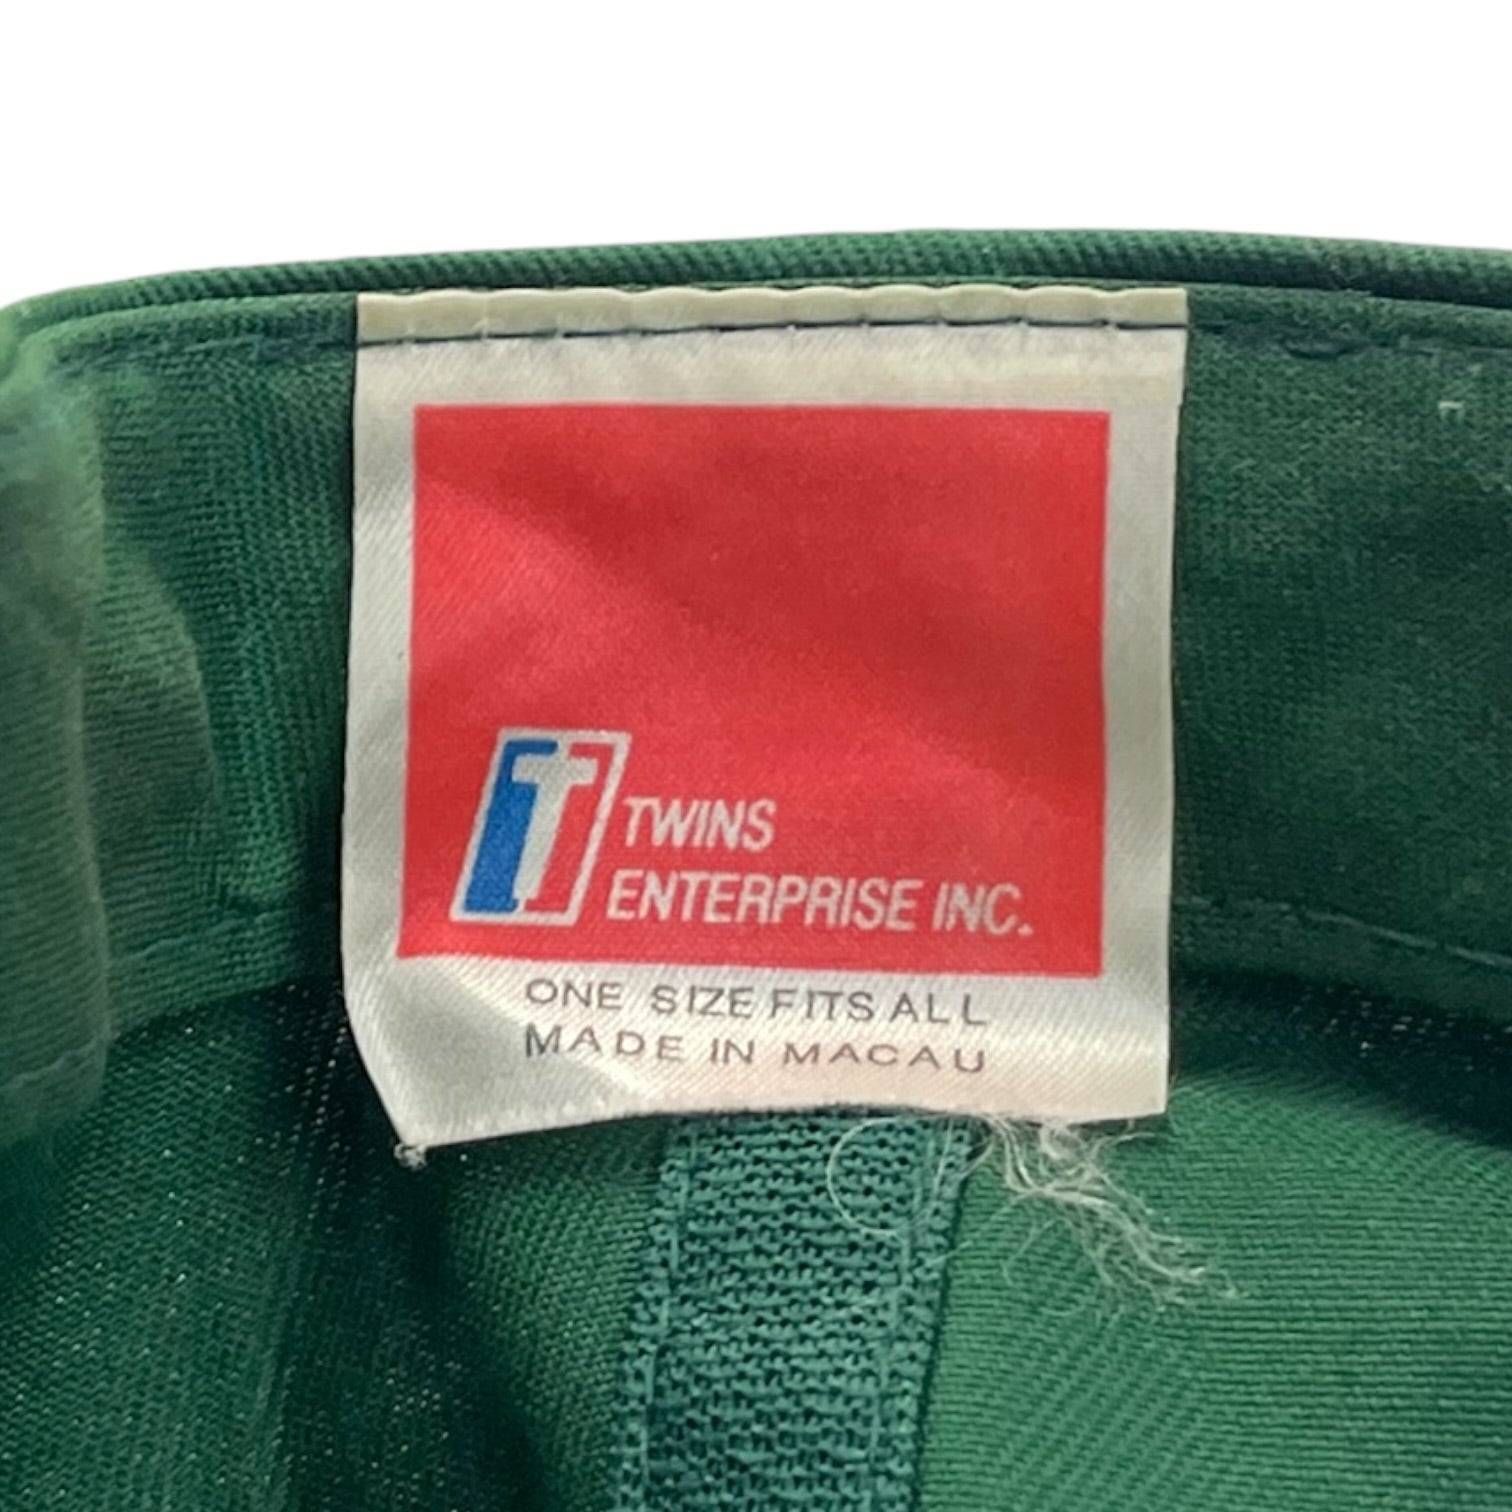 TWINS
ENTERPRISE INC.
ONE SIZE FITS ALL
MADE IN MACAU